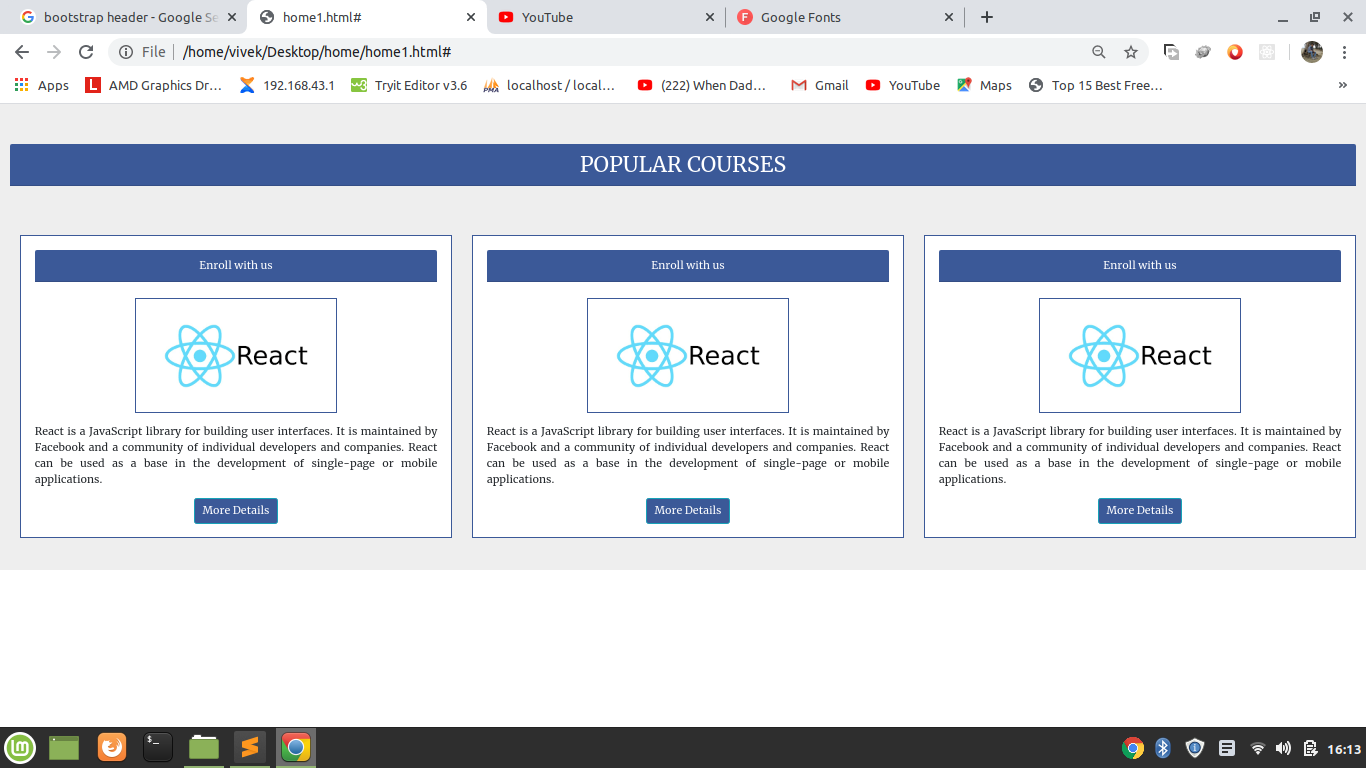 bootstrap header - Google Se
home1.html#
YouTube
F Google Fonts
File /home/vivek/Desktop/home/home1.html#
Apps
L AMD Graphics Dr...
192.168.43.1
w3 Tryit Editor v3.6
PMA localhost / local...
(222) When Dad...
Gmail
YouTube
Maps
Top 15 Best Free...
»
POPULAR COURSES
Enroll with us
React
React is a JavaScript library for building user interfaces. It is maintained by
Facebook and a community of individual developers and companies. React
can be used as a base in the development of single-page or mobile
applications.
More Details
Enroll with us
React
React is a JavaScript library for building user interfaces. It is maintained by
Facebook and a community of individual developers and companies. React
can be used as a base in the development of single-page or mobile
applications.
More Details
Enroll with us
React
React is a JavaScript library for building user interfaces. It is maintained by
Facebook and a community of individual developers and companies. React
can be used as a base in the development of single-page or mobile
applications.
More Details
$_
16:13